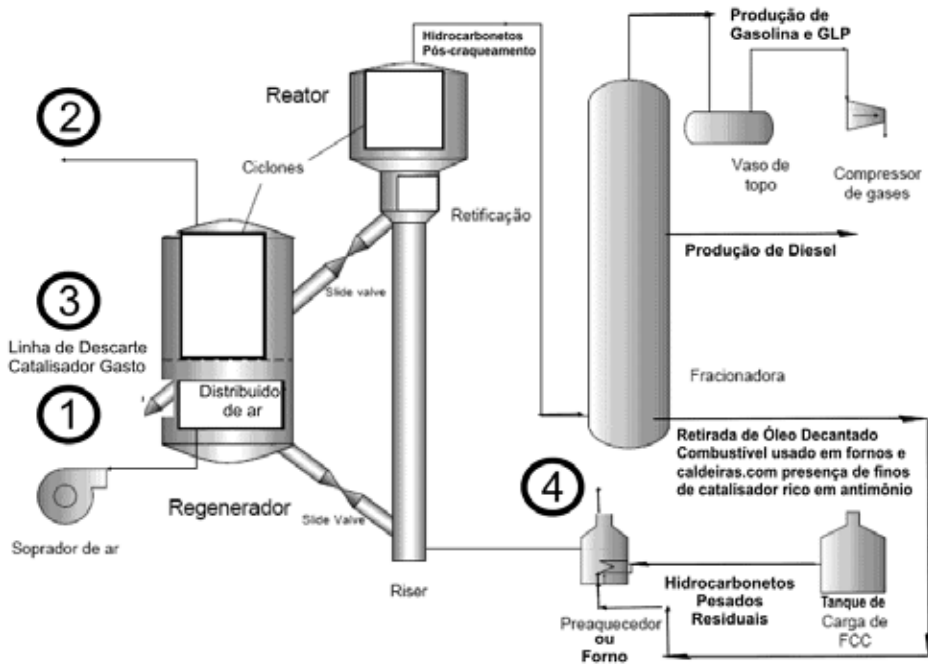 Produção de
Gasolina e GLP
Hidrocarbonetos
Pós-craqueamento
Reator
2
Ciclones
Vaso de
topo
Compressor
de gases
Retificação
Produção de Diesel
Slide valve
3
Linha de Descarte
Catalisador Gasto
Fracionadora
1
Distribuido
de ar
Retirada de Óleo Decantado
Combustível usado em fornos e
caldeiras.com presença de finos
de catalisador rico em antimônio
4
Regenerador
Slide Valve
Soprador de ar
Riser
Hidrocarbonetos
Pesados
Residuais
Tanque de
Carga de
FCC
Preaquecedor
ou
Forno